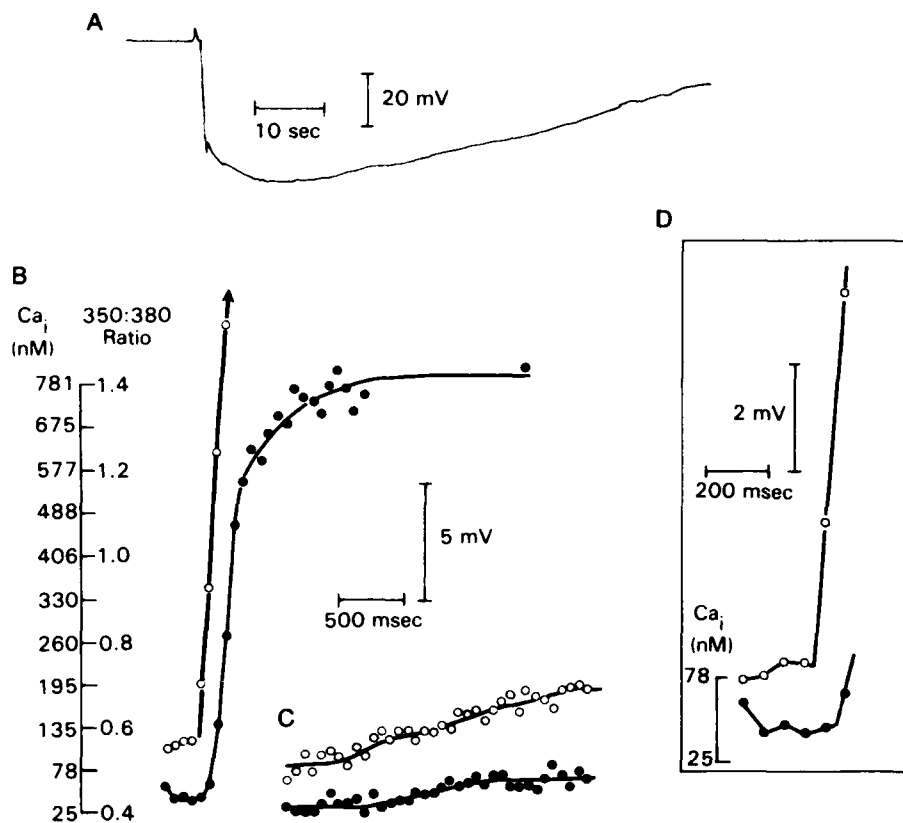 A
20 mV
10 sec
B
Ca i (nM)
350:380 Ratio
781 1.4
675
577 1.2
488
406 1.0
330
260 0.8
195
135 0.6
78
25 0.4
5 mV
500 msec
C
D
2 mV
200 msec
Ca i (nM)
78
25